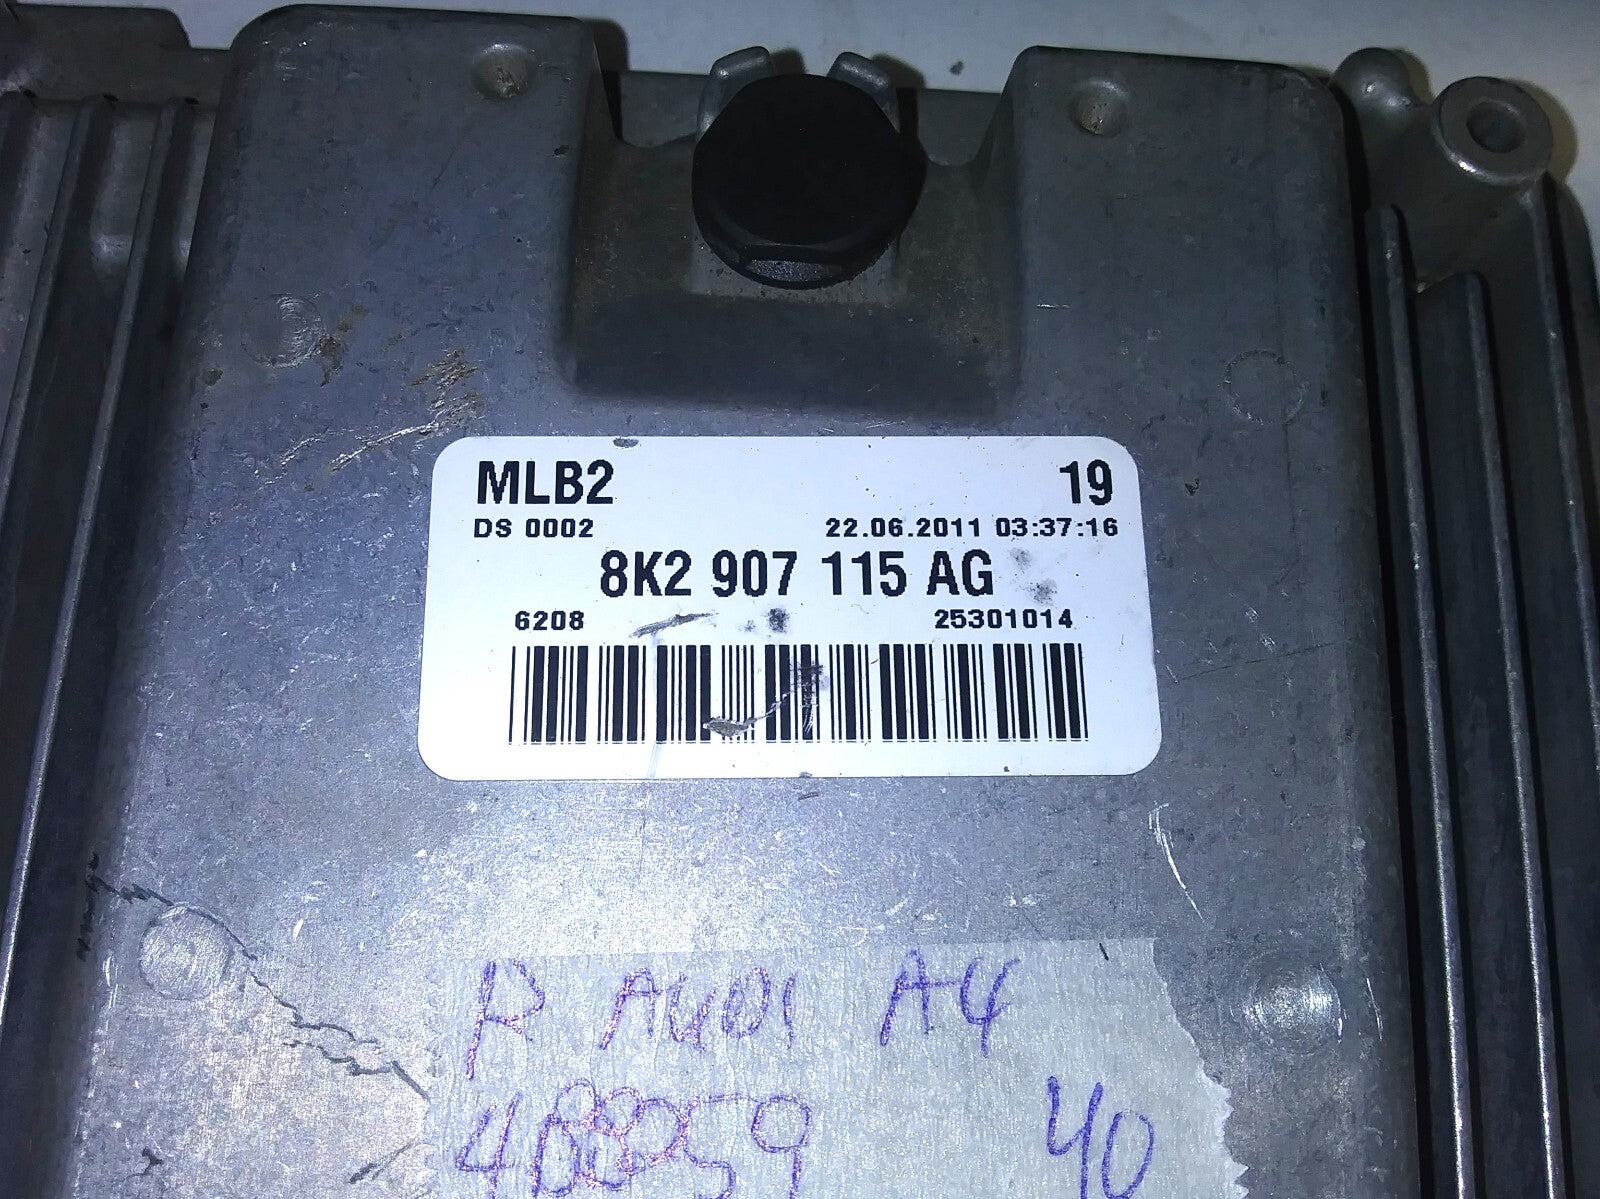 MLB2 19
DS 0002 22.06.2011 03:37:16
8K2 907 115 AG
6208 25301014
R AUDI A4
40